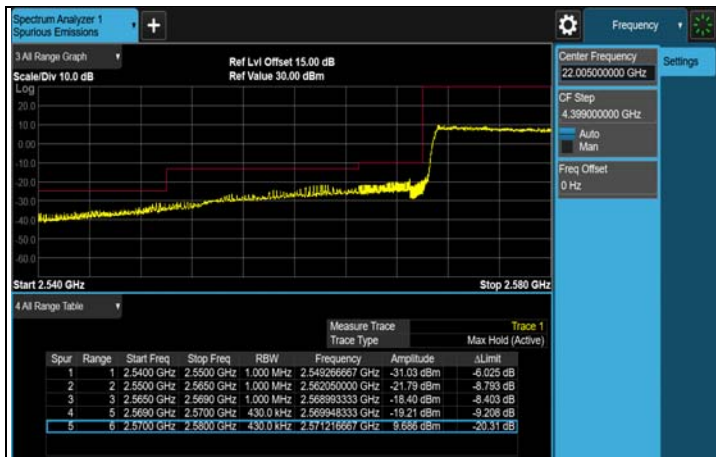 Spectrum Analyzer 1
Spurious Emissions
+
Frequency
3 All Range Graph
Ref Lvl Offset 15.00 dB
Scale/Div 10.0 dB
Ref Value 30.00 dBm
Log
20.0
10.0
0.00
-10.0
-20.0
-30.0
-40.0
-50.0
-60.0
Start 2.540 GHz
Stop 2.580 GHz
Center Frequency
22.005000000 GHz
Settings
CF Step
4.399000000 GHz
Auto
Man
Freq Offset
0 Hz
4 All Range Table
Measure Trace Trace 1
Trace Type Max Hold (Active)
Spur Range Start Freq Stop Freq RBW Frequency Amplitude ΔLimit
1 1 2.5400 GHz 2.5500 GHz 1.000 MHz 2.549266667 GHz -31.03 dBm -6.025 dB
2 2 2.5500 GHz 2.5650 GHz 1.000 MHz 2.562050000 GHz -21.79 dBm -8.793 dB
3 3 2.5650 GHz 2.5690 GHz 1.000 MHz 2.568993333 GHz -18.40 dBm -8.403 dB
4 5 2.5690 GHz 2.5700 GHz 430.0 kHz 2.569948333 GHz -19.21 dBm -9.208 dB
5 6 2.5700 GHz 2.5800 GHz 430.0 kHz 2.571216667 GHz 9.686 dBm -20.31 dB